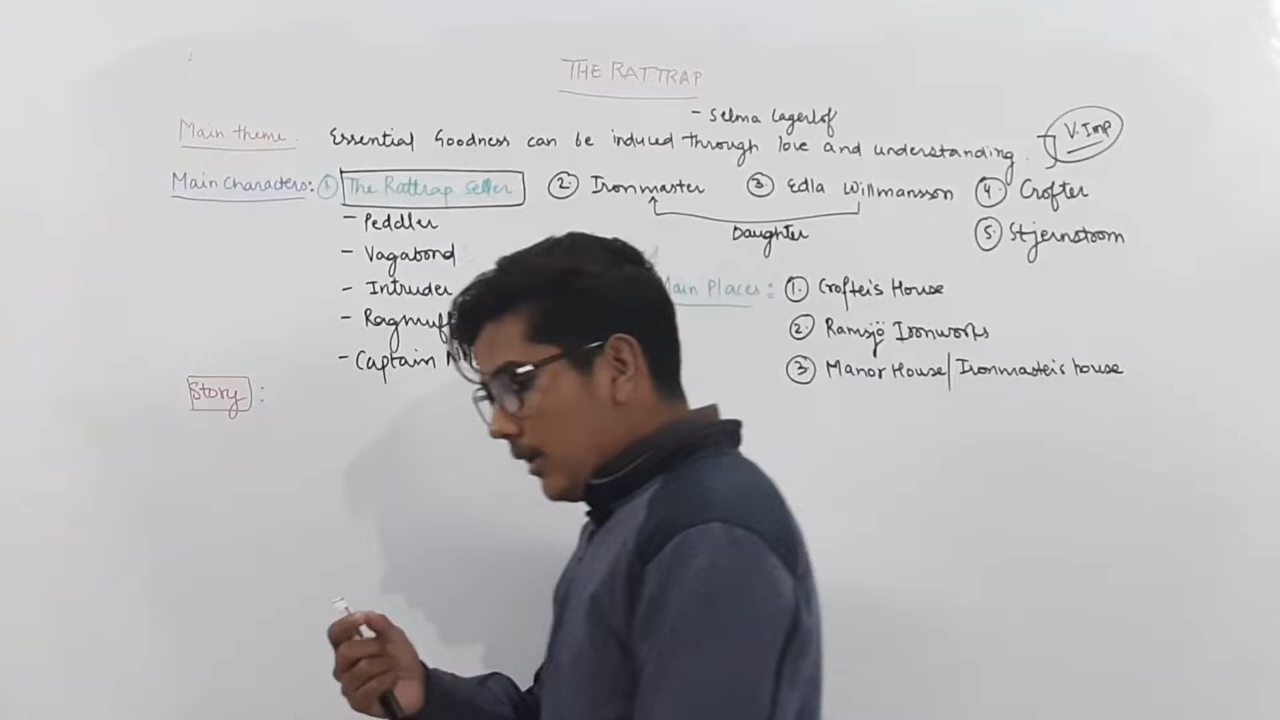 THE RATTRAP
- Selma Lagerlof
Main theme. Essential Goodness can be induced through love and understanding. V.Imp
Main Characters: 1. The Rattrap Seller 2. Ironmaster 3. Edla Willmansson 4. Crofter
- Peddler Daughter 5. Stjernstrom
- Vagabond
- Intruder Main Places: 1. Crofter's House
- Ragmuff 2. Ramsjö Ironworks
- Captain 3. Manor House/Ironmaster's house
Story :